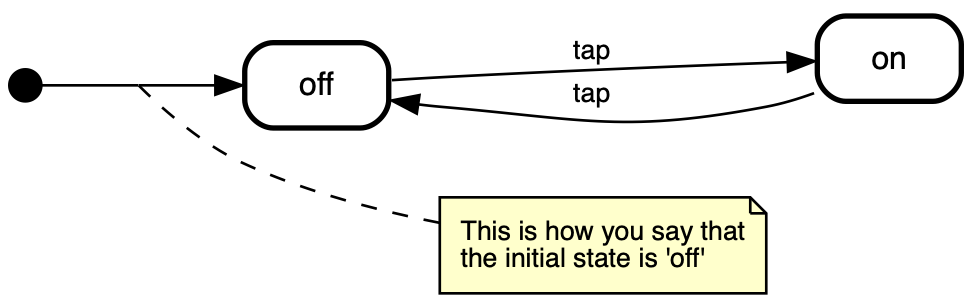 tap
on
off
tap
This is how you say that
the initial state is 'off'